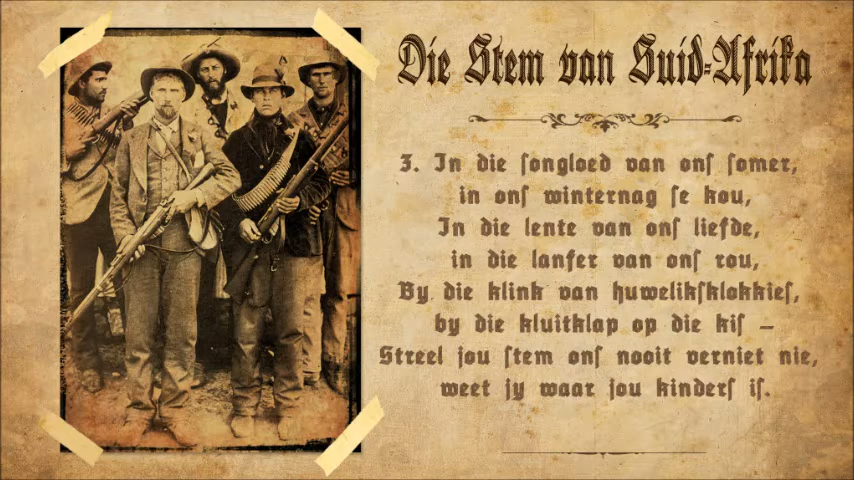 Die Stem van Suid-Afrika
3. In die ſongloed van onſ ſomer,
in onſ winternag ſe kou,
In die lente van onſ liefde,
in die lanfer van onſ rou,
By die klink van huwelikſklokkieſ,
by die kluitklap op die kiſ –
Streel jou ſtem onſ nooit verniet nie,
weet jy waar jou kinderſ iſ.